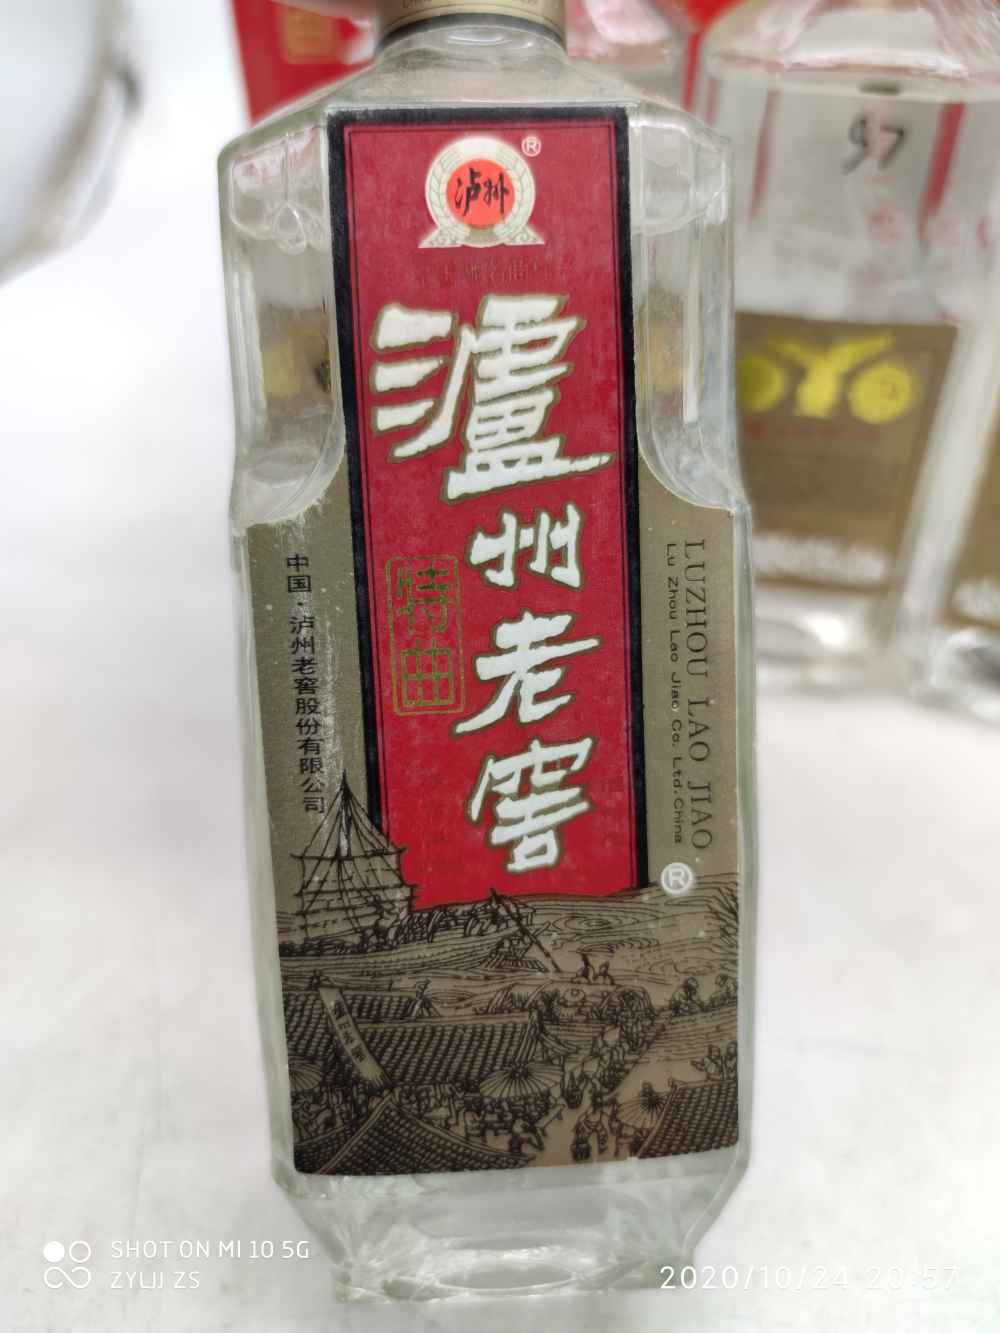 泸州
®
瀘州老窖
特曲
中国·泸州老窖股份有限公司
LUZHOU LAO JIAO
Lu Zhou Lao Jiao Co. Ltd. China
®
97
SHOT ON MI 10 5G
ZYLJJ ZS
2020/10/24 20:57